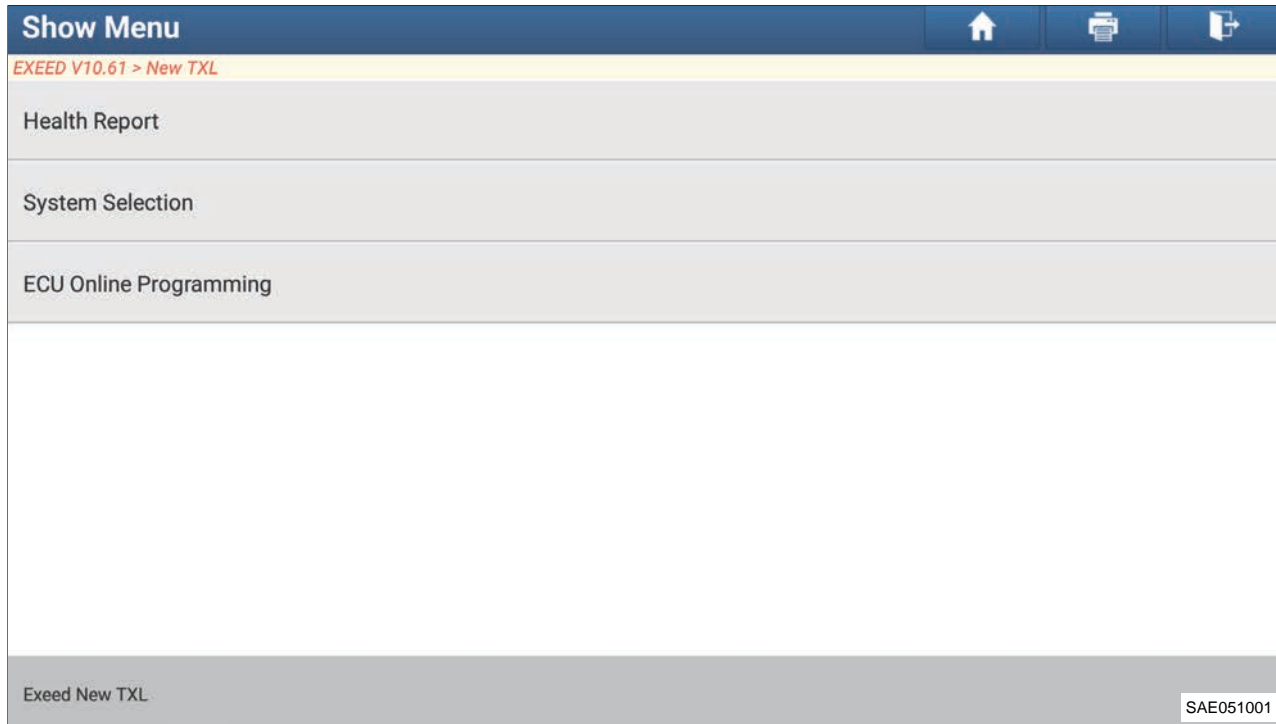 Show Menu
EXEED V10.61 > New TXL
Health Report
System Selection
ECU Online Programming
Exeed New TXL
SAE051001